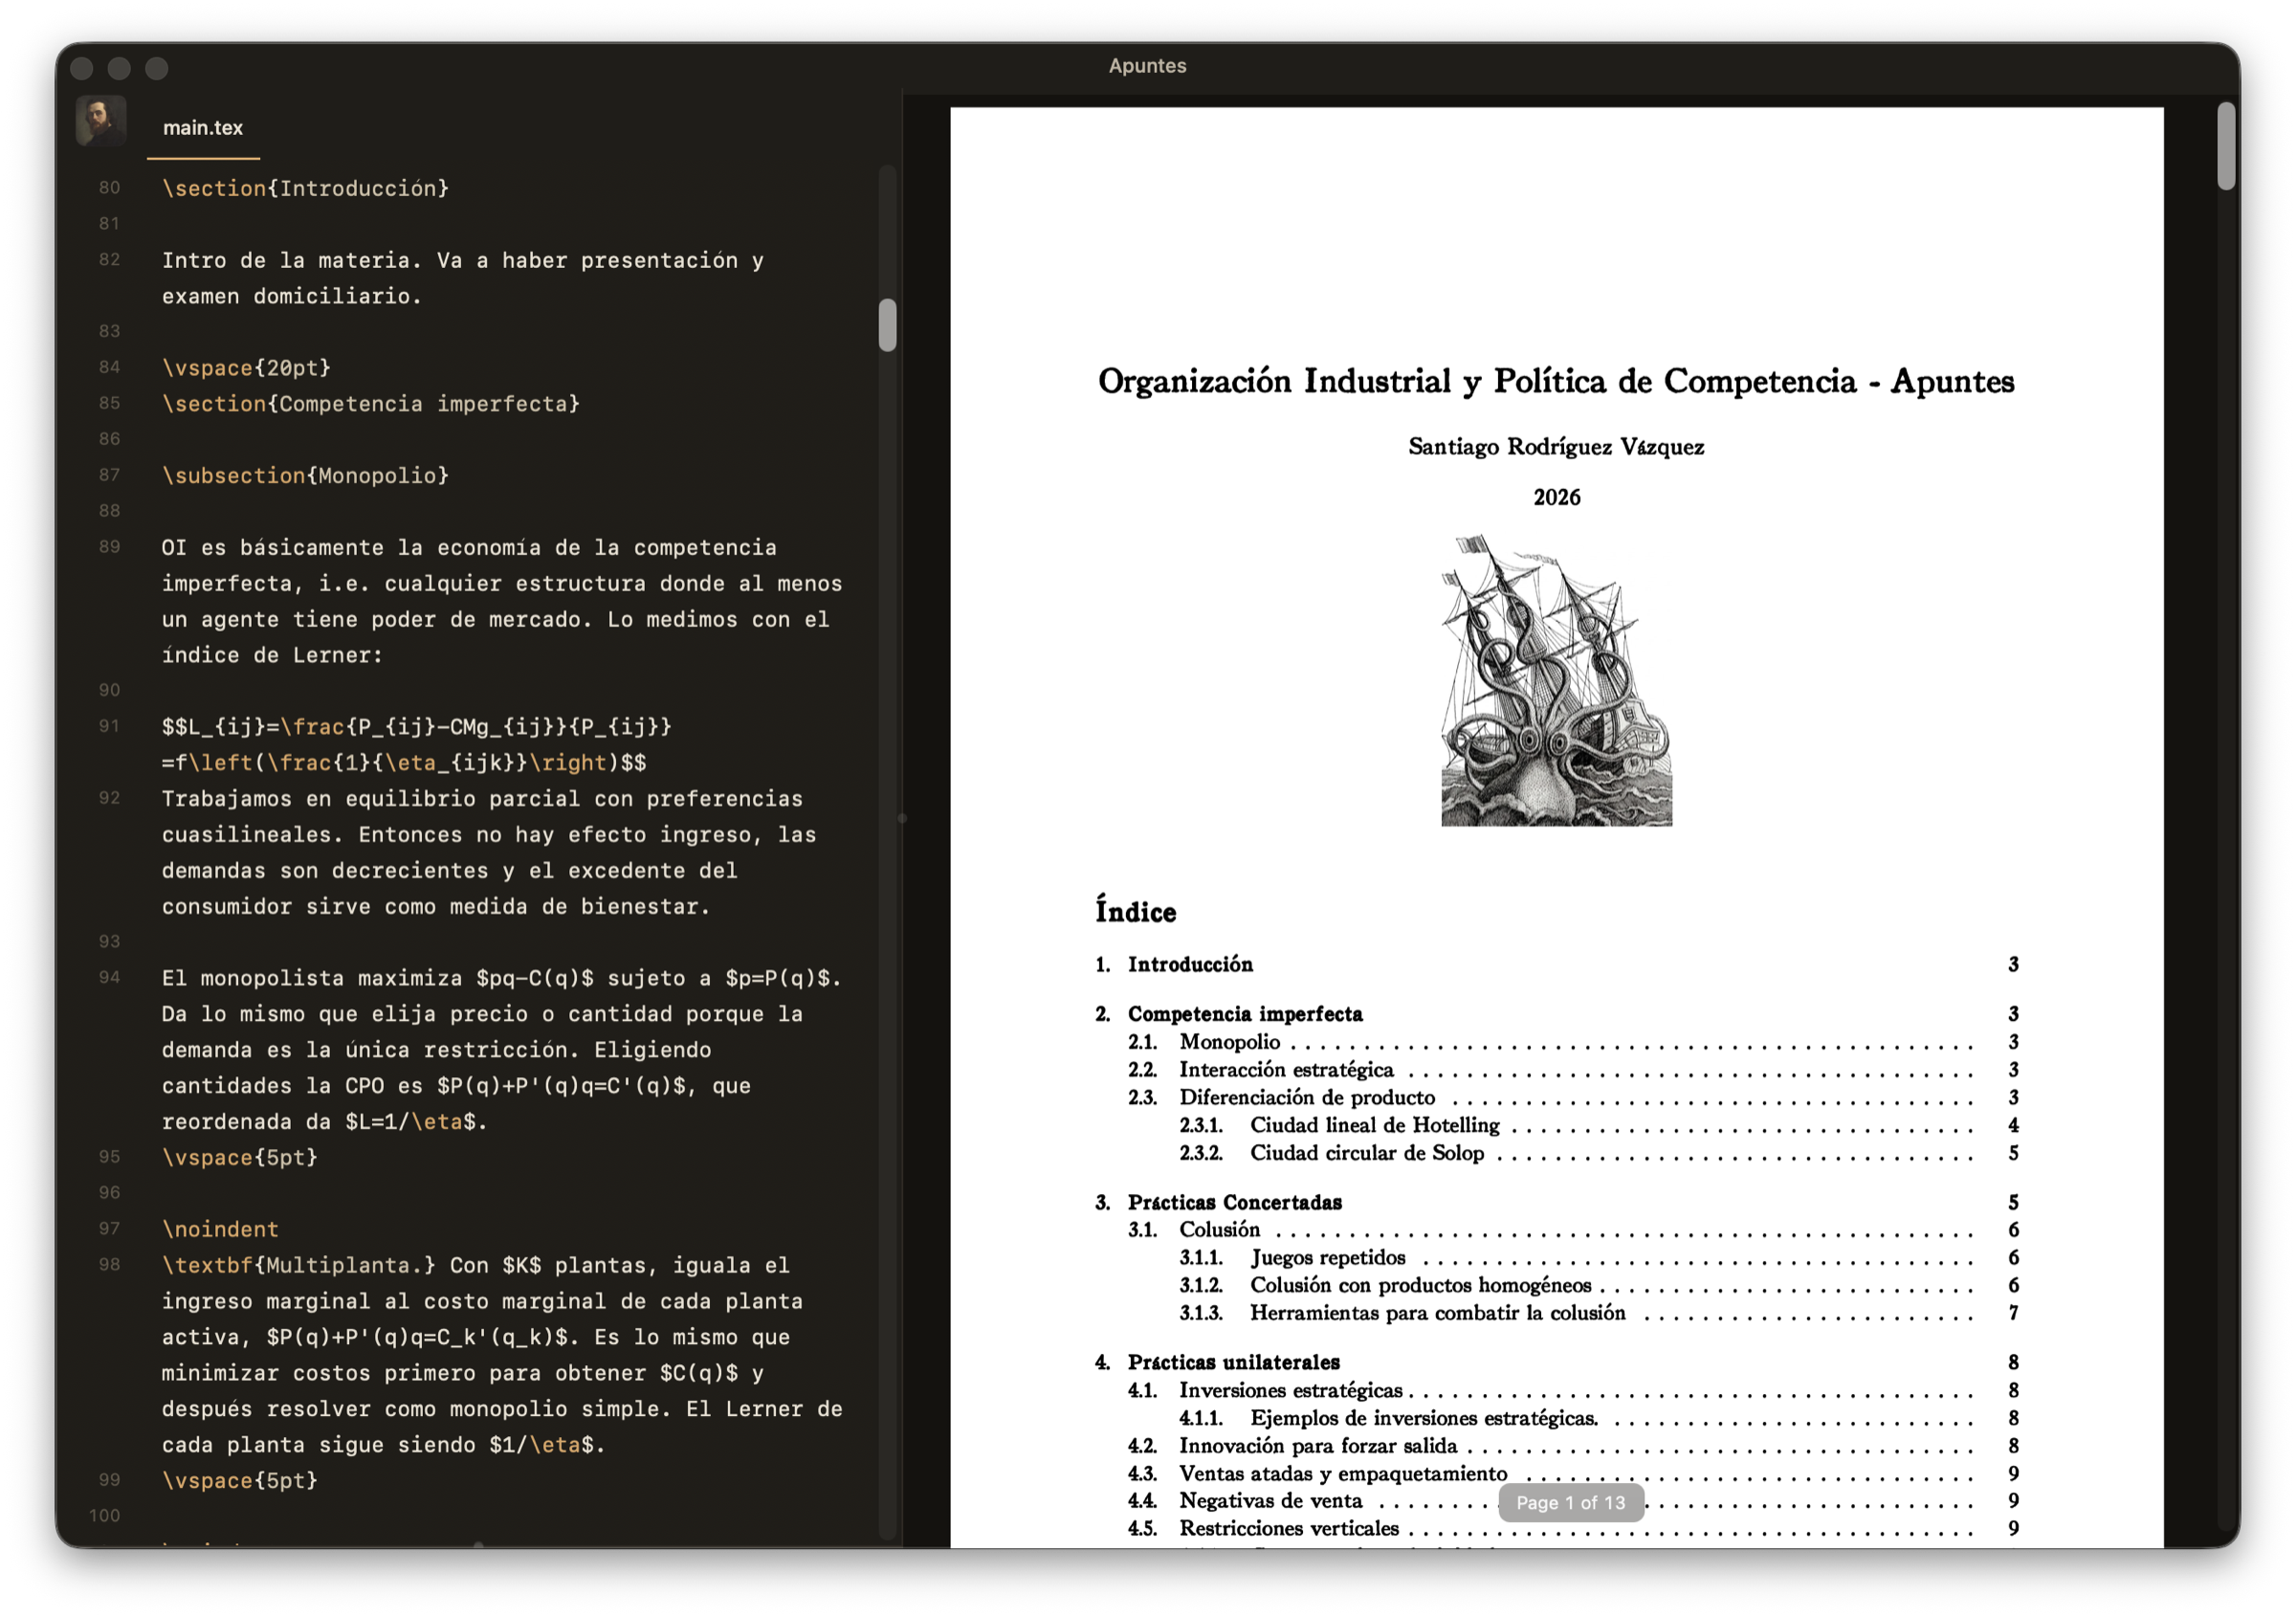 Apuntes
main.tex
80 \section{Introducción}
81
82 Intro de la materia. Va a haber presentación y
examen domiciliario.
83
84 \vspace{20pt}
85 \section{Competencia imperfecta}
86
87 \subsection{Monopolio}
88
89 OI es básicamente la economía de la competencia
imperfecta, i.e. cualquier estructura donde al menos
un agente tiene poder de mercado. Lo medimos con el
índice de Lerner:
90
91 $$L_{ij}=\frac{P_{ij}-CMg_{ij}}{P_{ij}}
=f\left(\frac{1}{\eta_{ijk}}\right)$$
92 Trabajamos en equilibrio parcial con preferencias
cuasilineales. Entonces no hay efecto ingreso, las
demandas son decrecientes y el excedente del
consumidor sirve como medida de bienestar.
93
94 El monopolista maximiza $pq-C(q)$ sujeto a $p=P(q)$.
Da lo mismo que elija precio o cantidad porque la
demanda es la única restricción. Eligiendo
cantidades la CPO es $P(q)+P'(q)q=C'(q)$, que
reordenada da $L=1/\eta$.
95 \vspace{5pt}
96
97 \noindent
98 \textbf{Multiplanta.} Con $K$ plantas, iguala el
ingreso marginal al costo marginal de cada planta
activa, $P(q)+P'(q)q=C_k'(q_k)$. Es lo mismo que
minimizar costos primero para obtener $C(q)$ y
después resolver como monopolio simple. El Lerner de
cada planta sigue siendo $1/\eta$.
99 \vspace{5pt}
100
Organización Industrial y Política de Competencia - Apuntes
Santiago Rodríguez Vázquez
2026
Índice
1. Introducción 3
2. Competencia imperfecta 3
2.1. Monopolio . . . . . . . . . . 3
2.2. Interacción estratégica . . . . . . . . . . 3
2.3. Diferenciación de producto . . . . . . . . . . 3
2.3.1. Ciudad lineal de Hotelling . . . . . . . . . . 4
2.3.2. Ciudad circular de Solop . . . . . . . . . . 5
3. Prácticas Concertadas 5
3.1. Colusión . . . . . . . . . . 6
3.1.1. Juegos repetidos . . . . . . . . . . 6
3.1.2. Colusión con productos homogéneos . . . . . . . . . . 6
3.1.3. Herramientas para combatir la colusión . . . . . . . . . . 7
4. Prácticas unilaterales 8
4.1. Inversiones estratégicas . . . . . . . . . . 8
4.1.1. Ejemplos de inversiones estratégicas. . . . . . . . . . . 8
4.2. Innovación para forzar salida . . . . . . . . . . 8
4.3. Ventas atadas y empaquetamiento . . . . . . . . . . 9
4.4. Negativas de venta . . . . . . . . . . 9
4.5. Restricciones verticales . . . . . . . . . . 9
Page 1 of 13